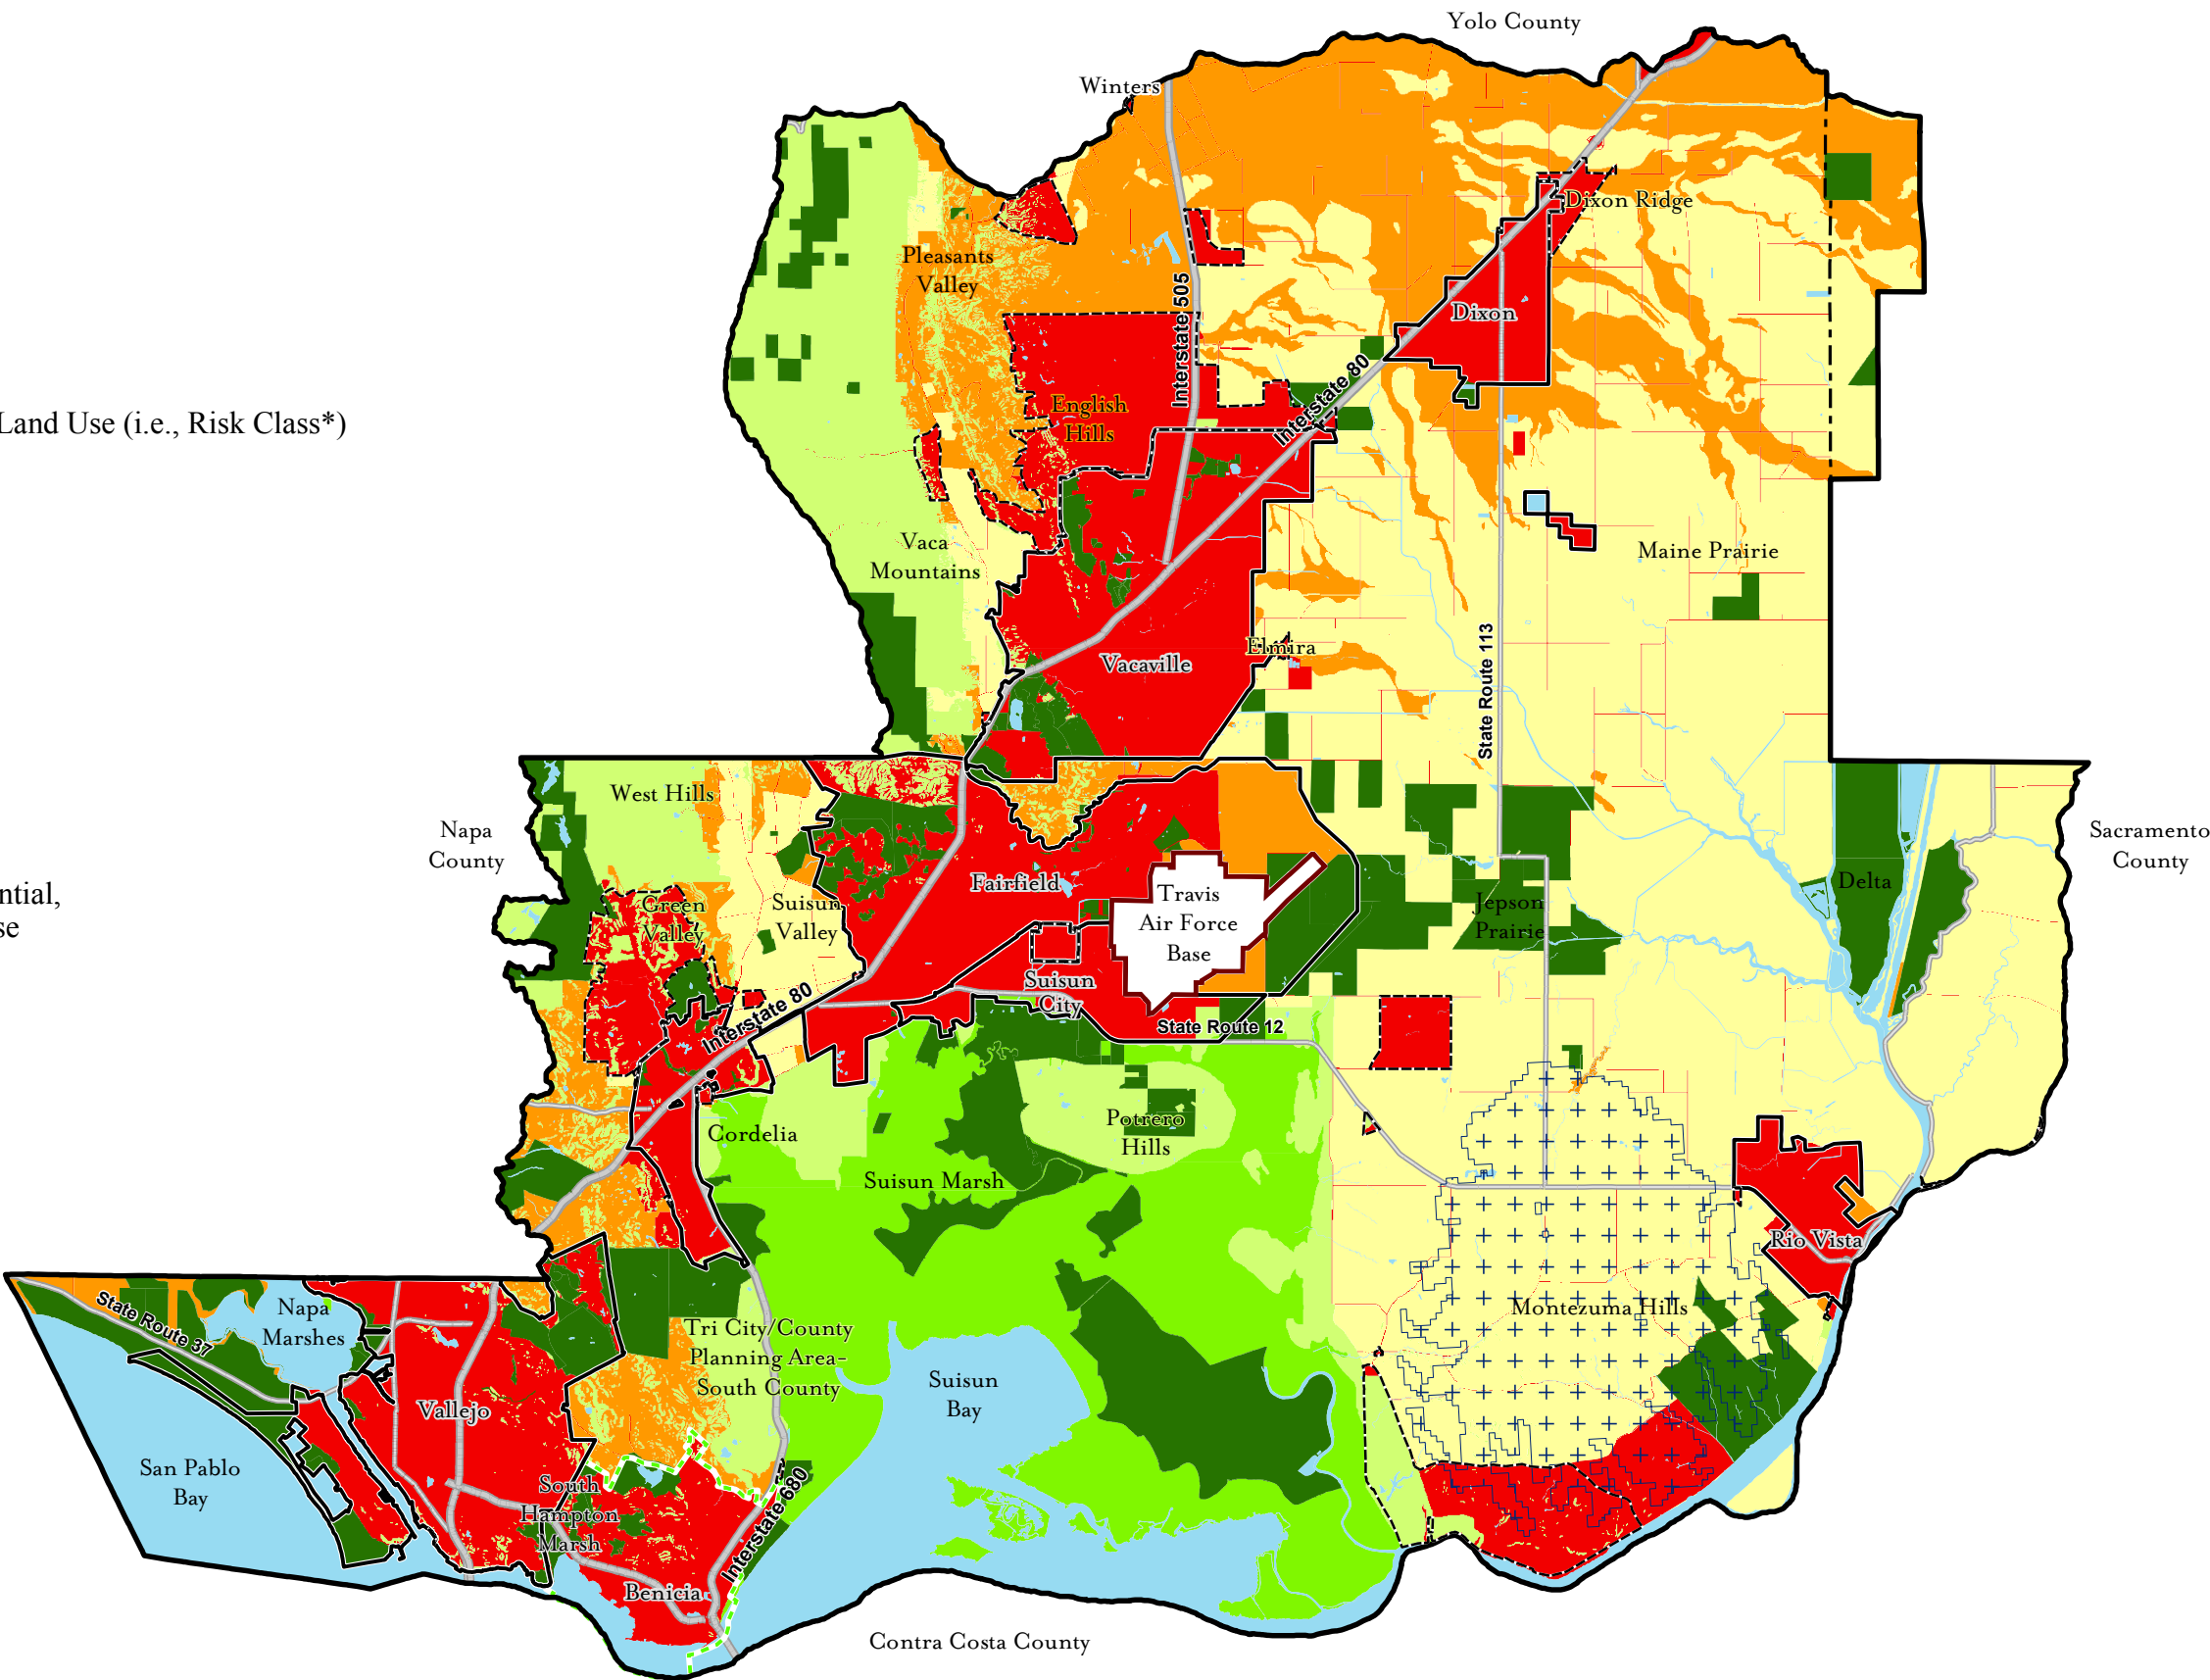 Yolo County
Winters
Dixon Ridge
Pleasants
Valley
Interstate 505
Dixon
Interstate 80
English
Hills
Land Use (i.e., Risk Class*)
Vaca
Mountains
Maine Prairie
Elmira
Vacaville
State Route 113
West Hills
Napa
County
Sacramento
County
ntial,
se
Green
Valley
Suisun
Valley
Fairfield
Travis
Air Force
Base
Jepson
Prairie
Delta
Suisun
City
Interstate 80
State Route 12
Cordelia
Potrero
Hills
Suisun Marsh
Rio Vista
Napa
Marshes
State Route 37
Montezuma Hills
Tri City/County
Planning Area-
South County
Suisun
Bay
Vallejo
San Pablo
Bay
South
Hampton
Marsh
Interstate 680
Benicia
Contra Costa County